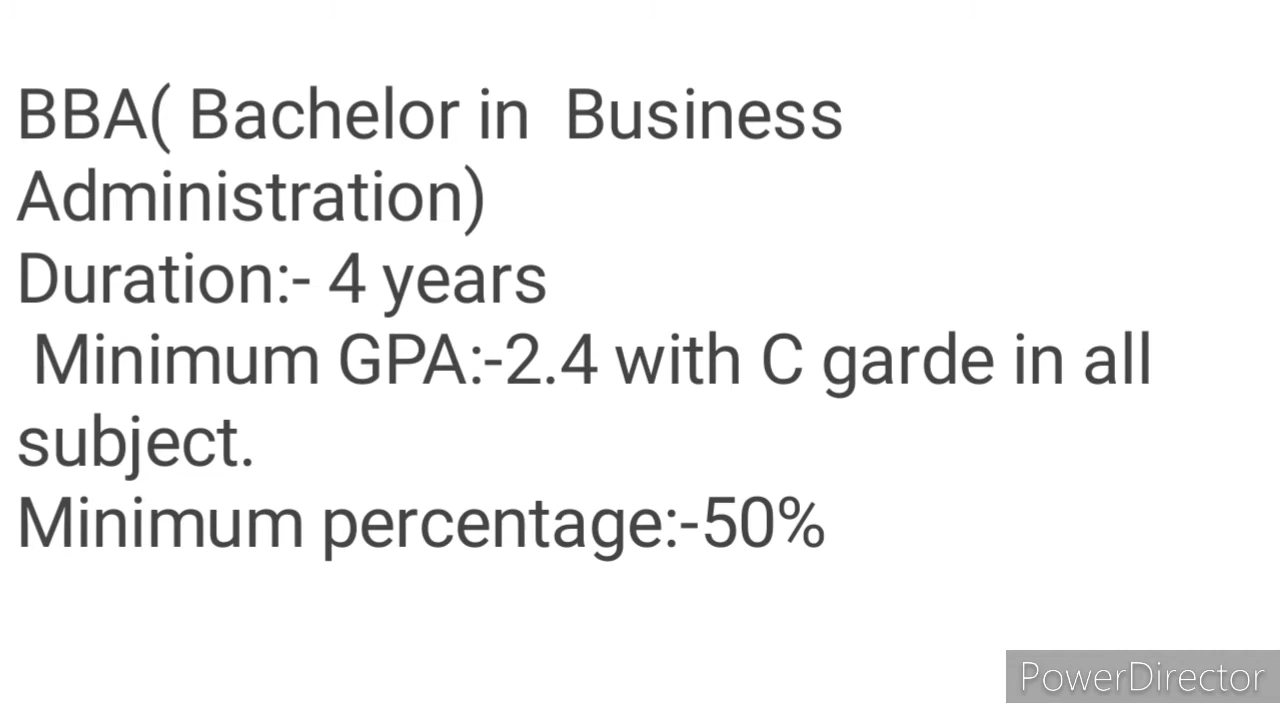 BBA( Bachelor in  Business
Administration)
Duration:- 4 years
Minimum GPA:-2.4 with C garde in all
subject.
Minimum percentage:-50%
PowerDirector